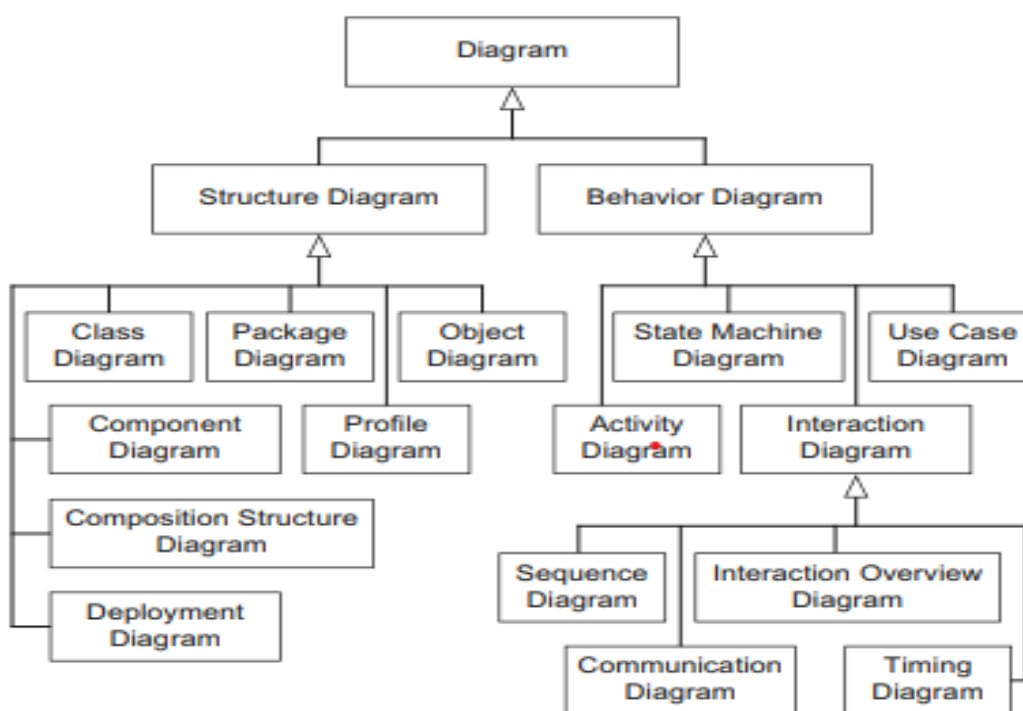 Diagram
Structure Diagram
Behavior Diagram
Class
Diagram
Package
Diagram
Object
Diagram
State Machine
Diagram
Use Case
Diagram
Component
Diagram
Profile
Diagram
Activity
Diagram
Interaction
Diagram
Composition Structure
Diagram
Sequence
Diagram
Interaction Overview
Diagram
Deployment
Diagram
Communication
Diagram
Timing
Diagram